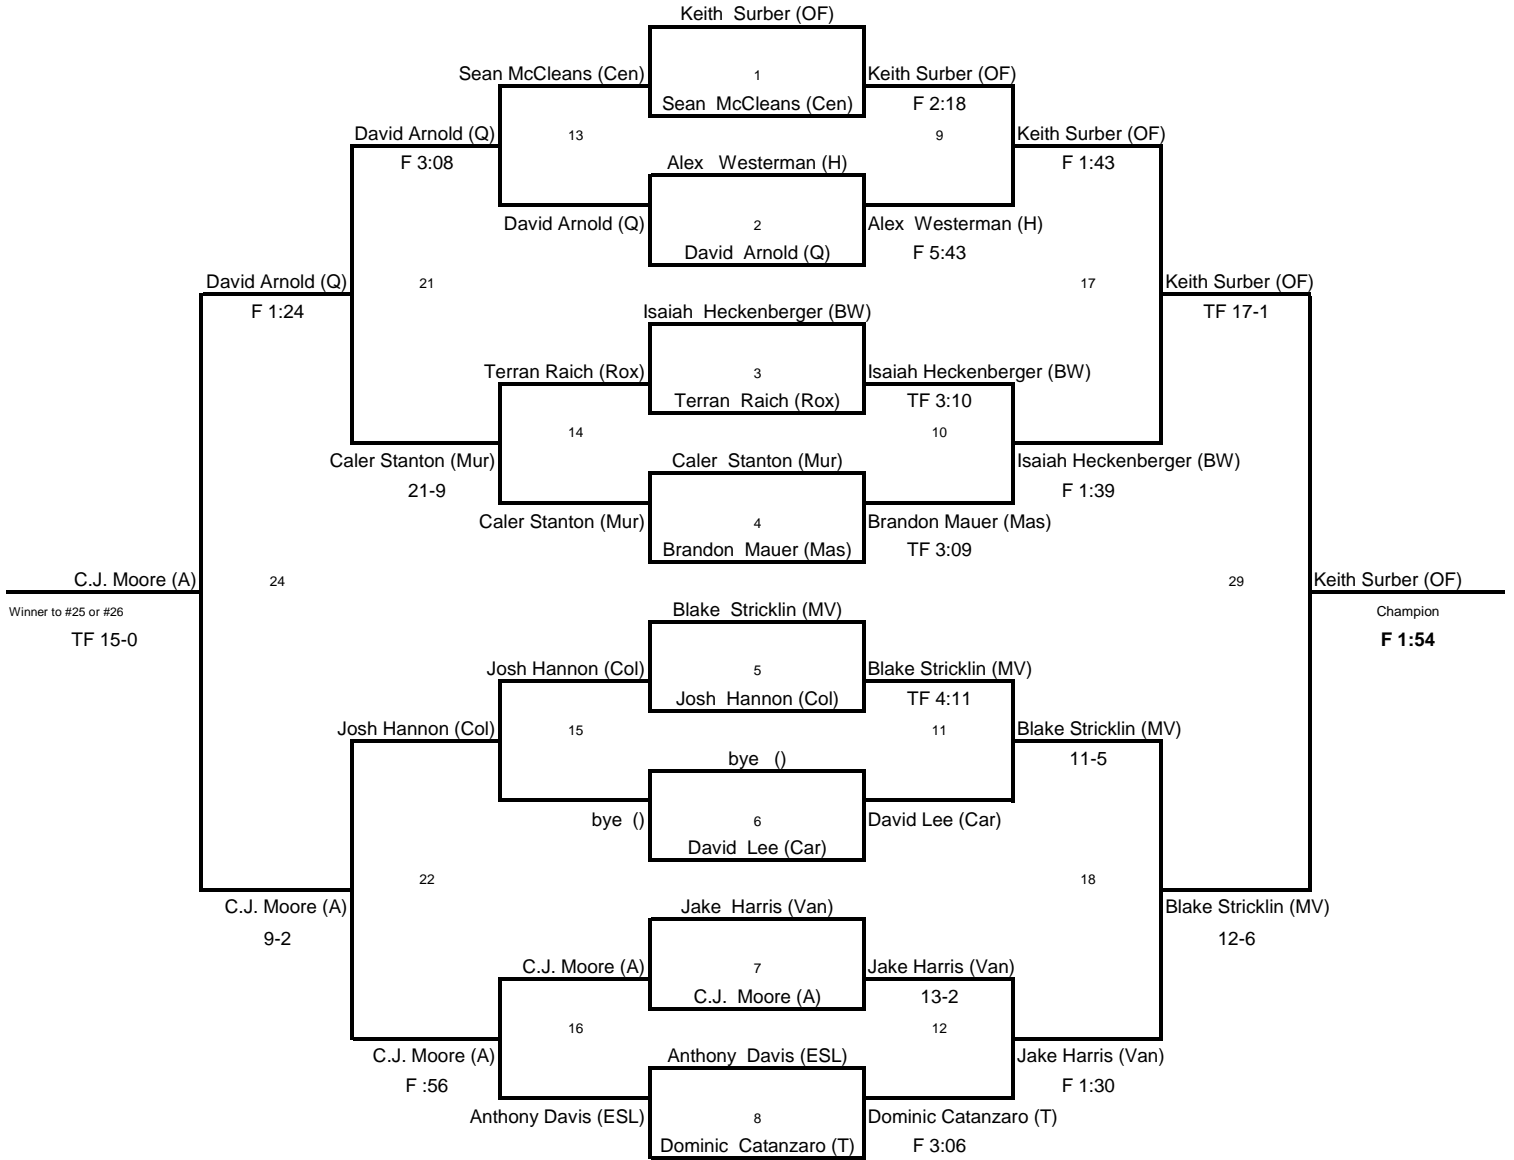 Keith Surber (OF)
Sean McCleans (Cen)
1
Keith Surber (OF)
Sean McCleans (Cen)
F 2:18
David Arnold (Q)
13
9
Keith Surber (OF)
F 3:08
Alex Westerman (H)
F 1:43
David Arnold (Q)
2
Alex Westerman (H)
David Arnold (Q)
F 5:43
David Arnold (Q)
21
17
Keith Surber (OF)
F 1:24
Isaiah Heckenberger (BW)
TF 17-1
Terran Raich (Rox)
3
Isaiah Heckenberger (BW)
Terran Raich (Rox)
TF 3:10
14
10
Caler Stanton (Mur)
Caler Stanton (Mur)
Isaiah Heckenberger (BW)
21-9
F 1:39
Caler Stanton (Mur)
4
Brandon Mauer (Mas)
Brandon Mauer (Mas)
TF 3:09
C.J. Moore (A)
24
29
Keith Surber (OF)
Winner to #25 or #26
Blake Stricklin (MV)
Champion
TF 15-0
F 1:54
Josh Hannon (Col)
5
Blake Stricklin (MV)
Josh Hannon (Col)
TF 4:11
Josh Hannon (Col)
15
11
Blake Stricklin (MV)
bye ()
11-5
bye ()
6
David Lee (Car)
David Lee (Car)
22
18
C.J. Moore (A)
Jake Harris (Van)
Blake Stricklin (MV)
9-2
12-6
C.J. Moore (A)
7
Jake Harris (Van)
C.J. Moore (A)
13-2
16
12
C.J. Moore (A)
Anthony Davis (ESL)
Jake Harris (Van)
F :56
F 1:30
Anthony Davis (ESL)
8
Dominic Catanzaro (T)
Dominic Catanzaro (T)
F 3:06